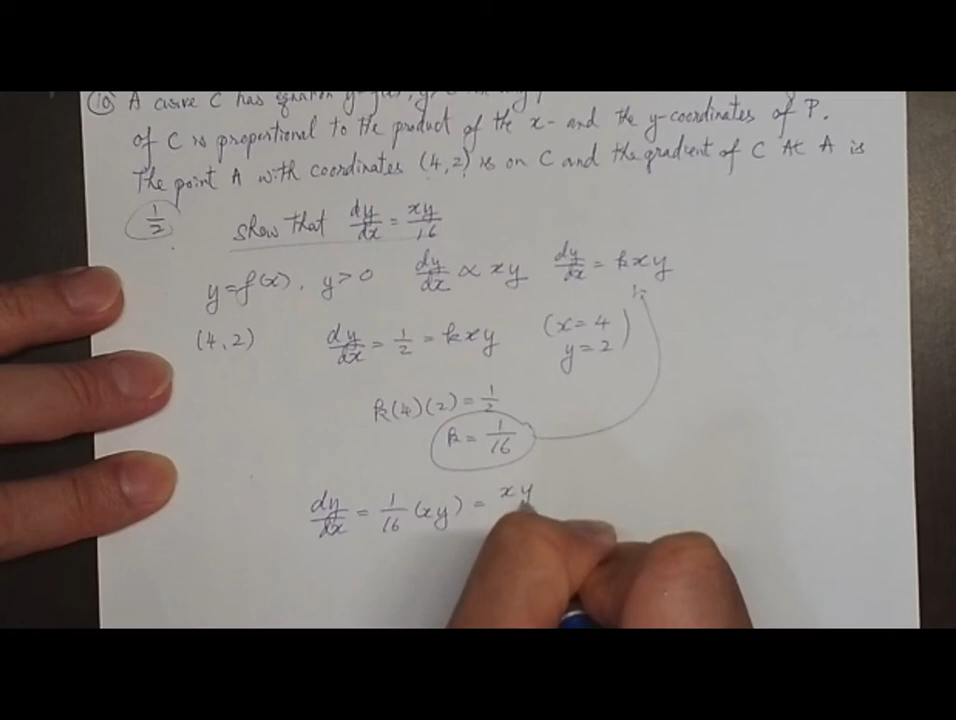 ⑩ A curve C has equation y=f(x), y>0
of C is proportional to the product of the x- and the y-coordinates of P.
The point A with coordinates (4,2) is on C and the gradient of C At A is
1/2 show that dy/dx = xy/16
y=f(x), y>0 dy/dx ∝ xy dy/dx = kxy
(4,2) dy/dx = 1/2 = kxy (x=4
y=2)
k(4)(2) = 1/2
k = 1/16
dy/dx = 1/16 (xy) = xy